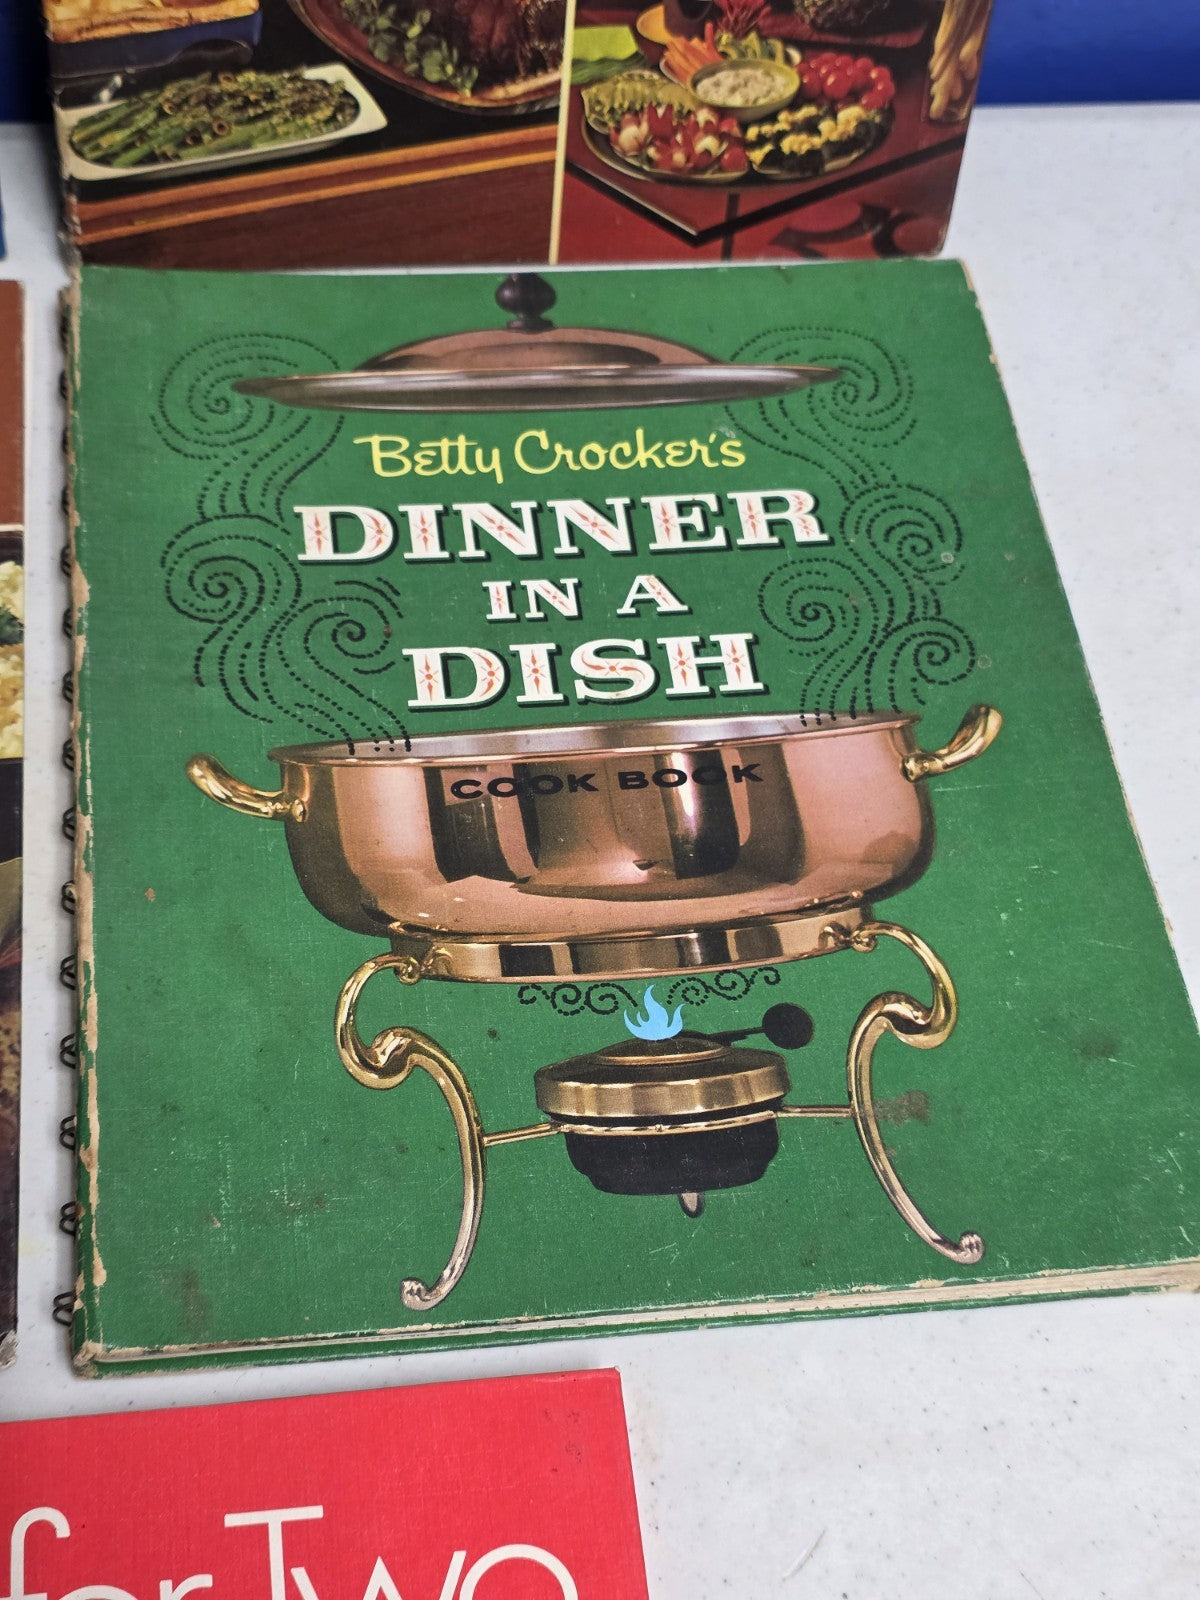 Betty Crocker's
DINNER
IN A
DISH
COOK BOOK
for Two